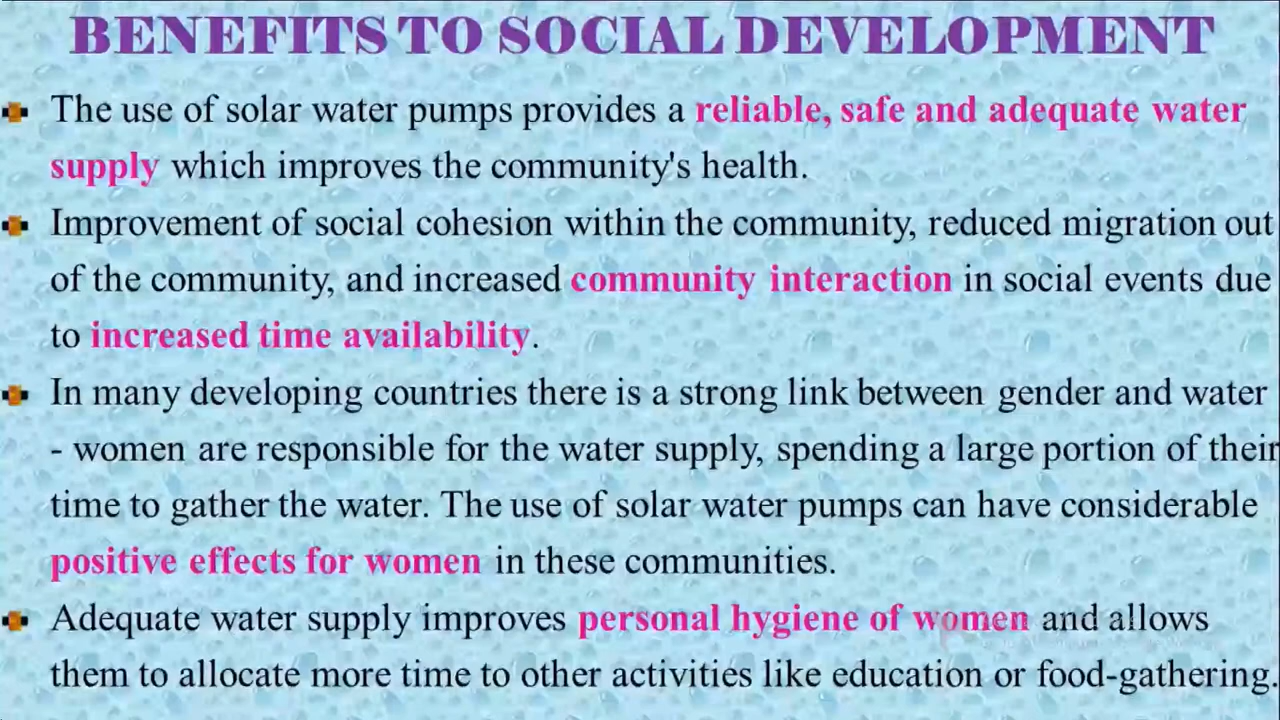 BENEFITS TO SOCIAL DEVELOPMENT
The use of solar water pumps provides a reliable, safe and adequate water
supply which improves the community's health.
Improvement of social cohesion within the community, reduced migration out
of the community, and increased community interaction in social events due
to increased time availability.
In many developing countries there is a strong link between gender and water
- women are responsible for the water supply, spending a large portion of their
time to gather the water. The use of solar water pumps can have considerable
positive effects for women in these communities.
Adequate water supply improves personal hygiene of women and allows
them to allocate more time to other activities like education or food-gathering.